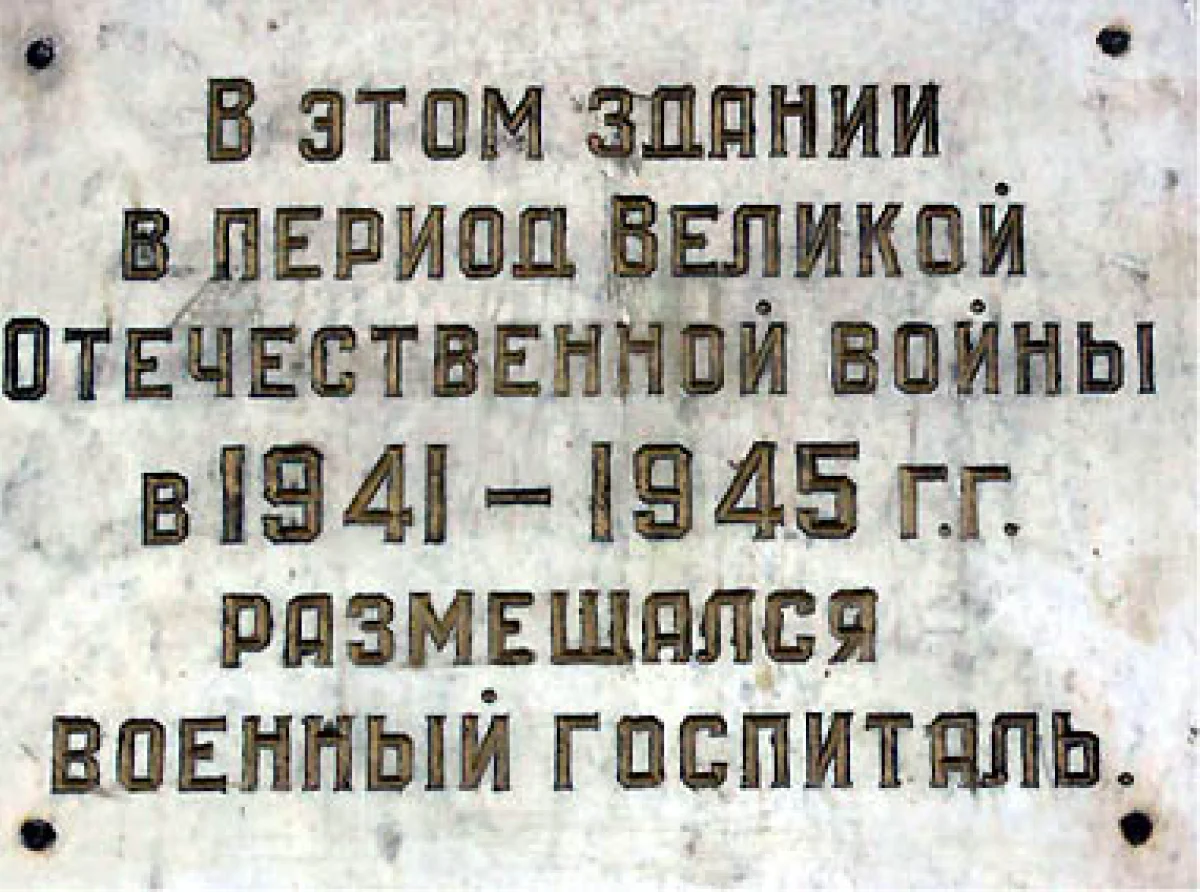 В этом здании
в период Великой
Отечественной войны
в 1941 – 1945 г.г.
размещался
военный госпиталь.